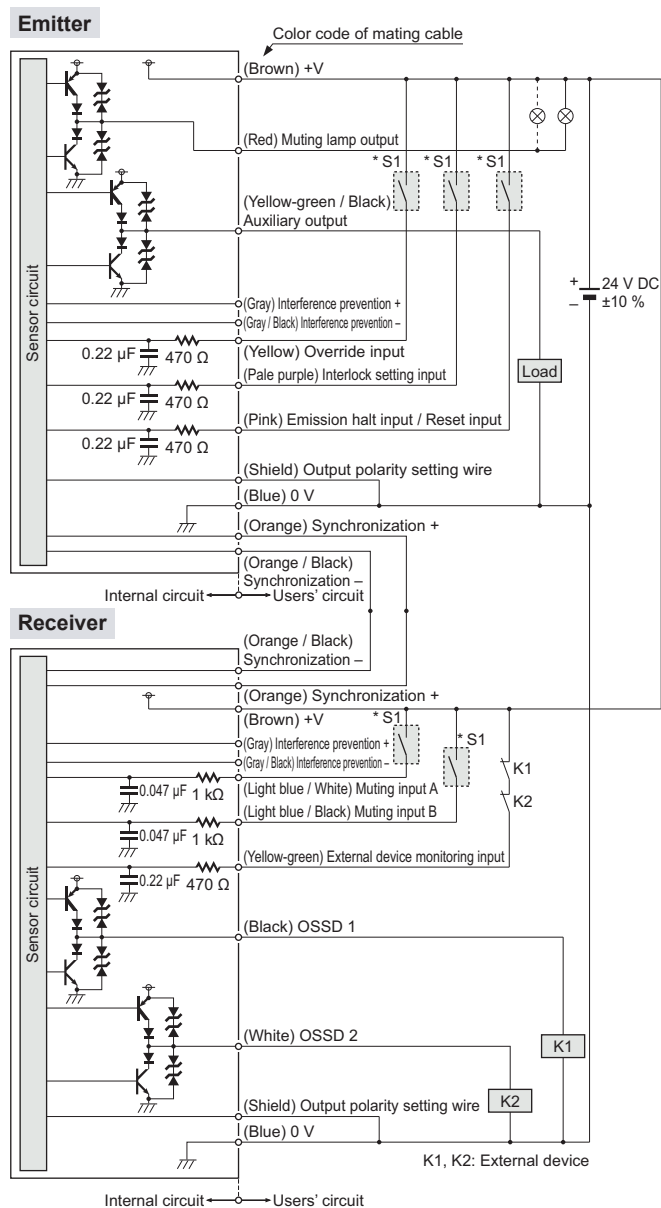 Emitter
Color code of mating cable
(Brown) +V
(Red) Muting lamp output
* S1 * S1 * S1
(Yellow-green / Black)
Auxiliary output
Sensor circuit
+ 24 V DC
– ±10 %
(Gray) Interference prevention +
(Gray / Black) Interference prevention –
(Yellow) Override input
0.22 µF 470 Ω
(Pale purple) Interlock setting input
Load
0.22 µF 470 Ω
(Pink) Emission halt input / Reset input
0.22 µF 470 Ω
(Shield) Output polarity setting wire
(Blue) 0 V
(Orange) Synchronization +
(Orange / Black)
Synchronization –
Internal circuit Users' circuit
Receiver
(Orange / Black)
Synchronization –
(Orange) Synchronization +
(Brown) +V
* S1
* S1
(Gray) Interference prevention +
(Gray / Black) Interference prevention –
K1
(Light blue / White) Muting input A
0.047 µF 1 kΩ
K2
(Light blue / Black) Muting input B
0.047 µF 1 kΩ
(Yellow-green) External device monitoring input
0.22 µF 470 Ω
Sensor circuit
(Black) OSSD 1
(White) OSSD 2
K1
K2
(Shield) Output polarity setting wire
(Blue) 0 V
K1, K2: External device
Internal circuit Users' circuit